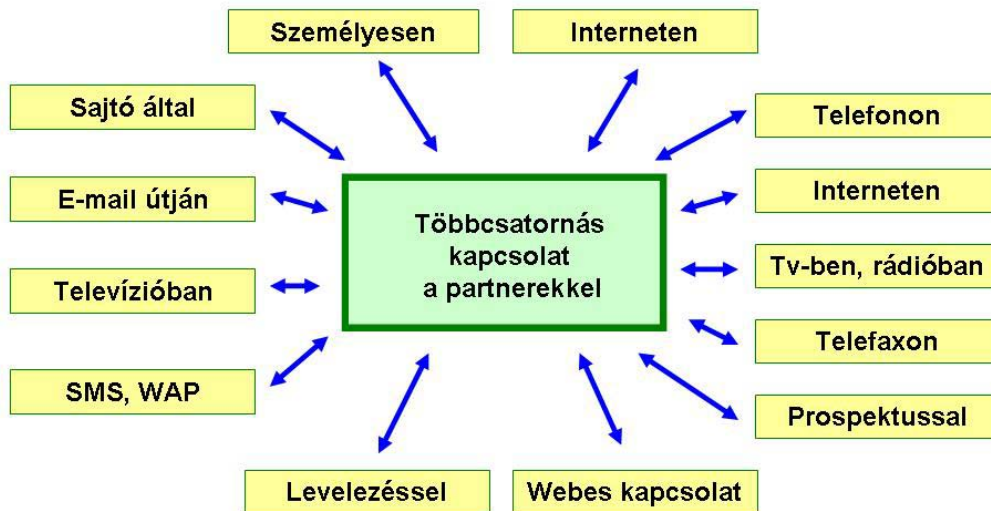 Személyesen
Interneten
Sajtó által
Telefonon
E-mail útján
Interneten
Többcsatornás
kapcsolat
a partnerekkel
Televízióban
Tv-ben, rádióban
Telefaxon
SMS, WAP
Prospektussal
Levelezéssel
Webes kapcsolat